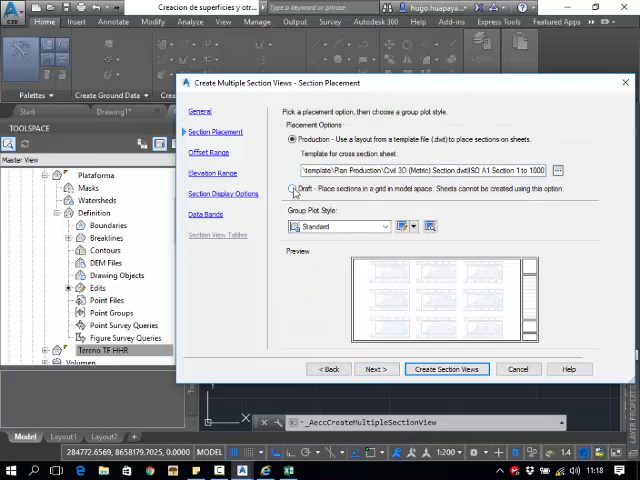 Creacion de superficies y otr...
Type a keyword or phrase
hugo.huapaya...
Home Insert Annotate Modify Analyze View
Output Survey Autodesk 360 Help Add-ins Express Tools Featured Apps
Palettes
Create Ground Data
Start Drawing1*
TOOLSPACE
Master View
Plataforma
Masks
Watersheds
Definition
Boundaries
Breaklines
Contours
DEM Files
Drawing Objects
Edits
Point Files
Point Groups
Point Survey Queries
Figure Survey Queries
Tereno TF HHR
Volumen
Create Multiple Section Views - Section Placement
General
Section Placement
Offset Range
Elevation Range
Section Display Options
Data Bands
Section View Tables
Pick a placement option, then choose a group plot style.
Placement Options
Production - Use a layout from a template file (.dwt) to place sections on sheets.
Template for cross section sheet:
\template\Plan Production\Civil 3D (Metric) Section.dwt|ISO A1 Section 1 to 1000
...
Draft - Place sections in a grid in model space. Sheets cannot be created using this option.
Group Plot Style:
Standard
Preview
< Back Next > Create Section Views Cancel Help
X _AeccCreateMultipleSectionView
LAYER PROPERTI
Model Layout1 Layout2 +
284772.6569, 8658179.7025, 0.0000 MODEL 1:200 1.4
11:18